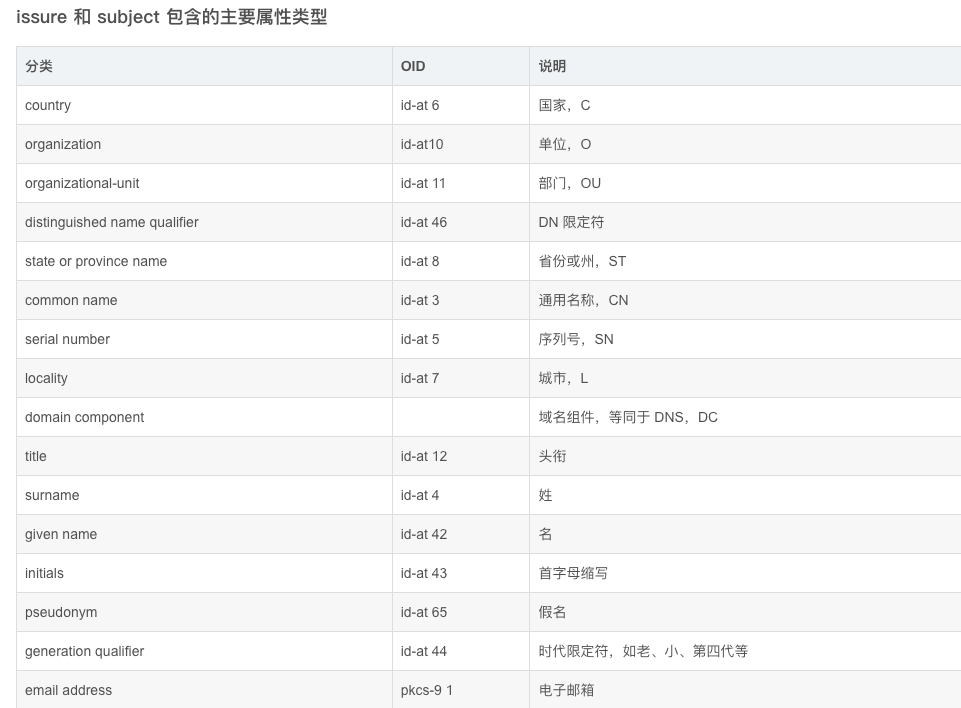 issure 和 subject 包含的主要属性类型
分类 OID 说明
country id-at 6 国家，C
organization id-at10 单位，O
organizational-unit id-at 11 部门，OU
distinguished name qualifier id-at 46 DN 限定符
state or province name id-at 8 省份或州，ST
common name id-at 3 通用名称，CN
serial number id-at 5 序列号，SN
locality id-at 7 城市，L
domain component 域名组件，等同于 DNS，DC
title id-at 12 头衔
surname id-at 4 姓
given name id-at 42 名
initials id-at 43 首字母缩写
pseudonym id-at 65 假名
generation qualifier id-at 44 时代限定符，如老、小、第四代等
email address pkcs-9 1 电子邮箱